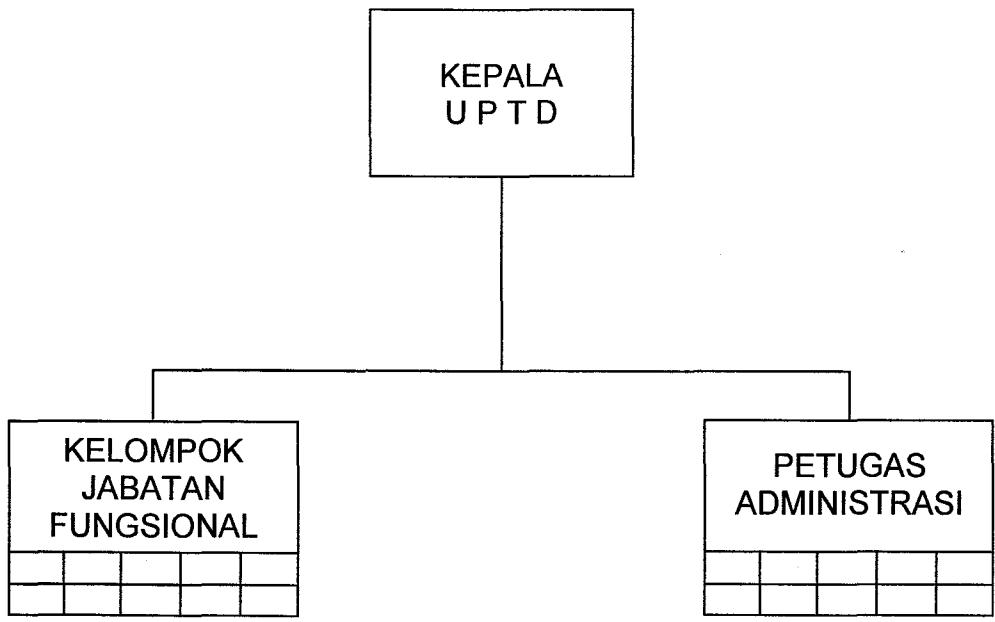 KEPALA
U P T D
KELOMPOK
JABATAN
FUNGSIONAL
PETUGAS
ADMINISTRASI